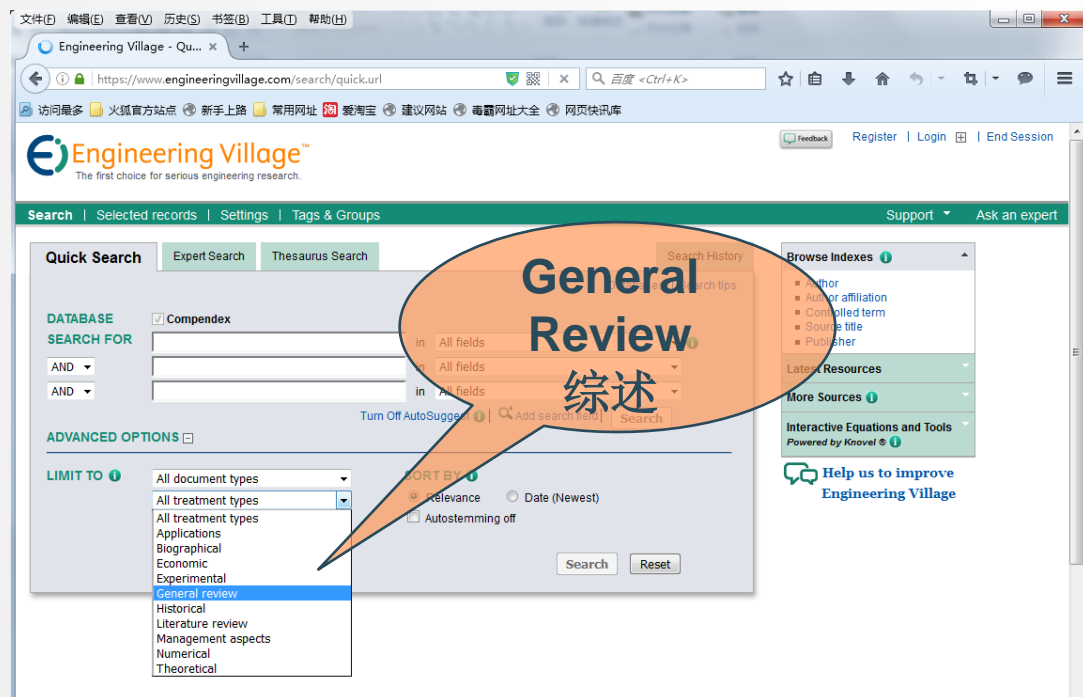 文件(F) 编辑(E) 查看(V) 历史(S) 书签(B) 工具(T) 帮助(H)
Engineering Village - Qu... × +
https://www.engineeringvillage.com/search/quick.url
百度 <Ctrl+K>
访问最多 火狐官方站点 新手上路 常用网址 爱淘宝 建议网站 毒霸网址大全 网页快讯库
Engineering Village™
The first choice for serious engineering research.
Feedback Register | Login | End Session
Search | Selected records | Settings | Tags & Groups
Support Ask an expert
Quick Search Expert Search Thesaurus Search Search History
Search tips
DATABASE Compendex
SEARCH FOR in All fields
AND in All fields
AND in All fields
Turn Off AutoSuggest | Add search field | Search
ADVANCED OPTIONS
LIMIT TO All document types
All treatment types
All treatment types
Applications
Biographical
Economic
Experimental
General review
Historical
Literature review
Management aspects
Numerical
Theoretical
SORT BY
Relevance Date (Newest)
Autostemming off
Search Reset
General
Review
综述
Browse Indexes
Author
Author affiliation
Controlled term
Source title
Publisher
Latest Resources
More Sources
Interactive Equations and Tools
Powered by Knovel ®
Help us to improve
Engineering Village